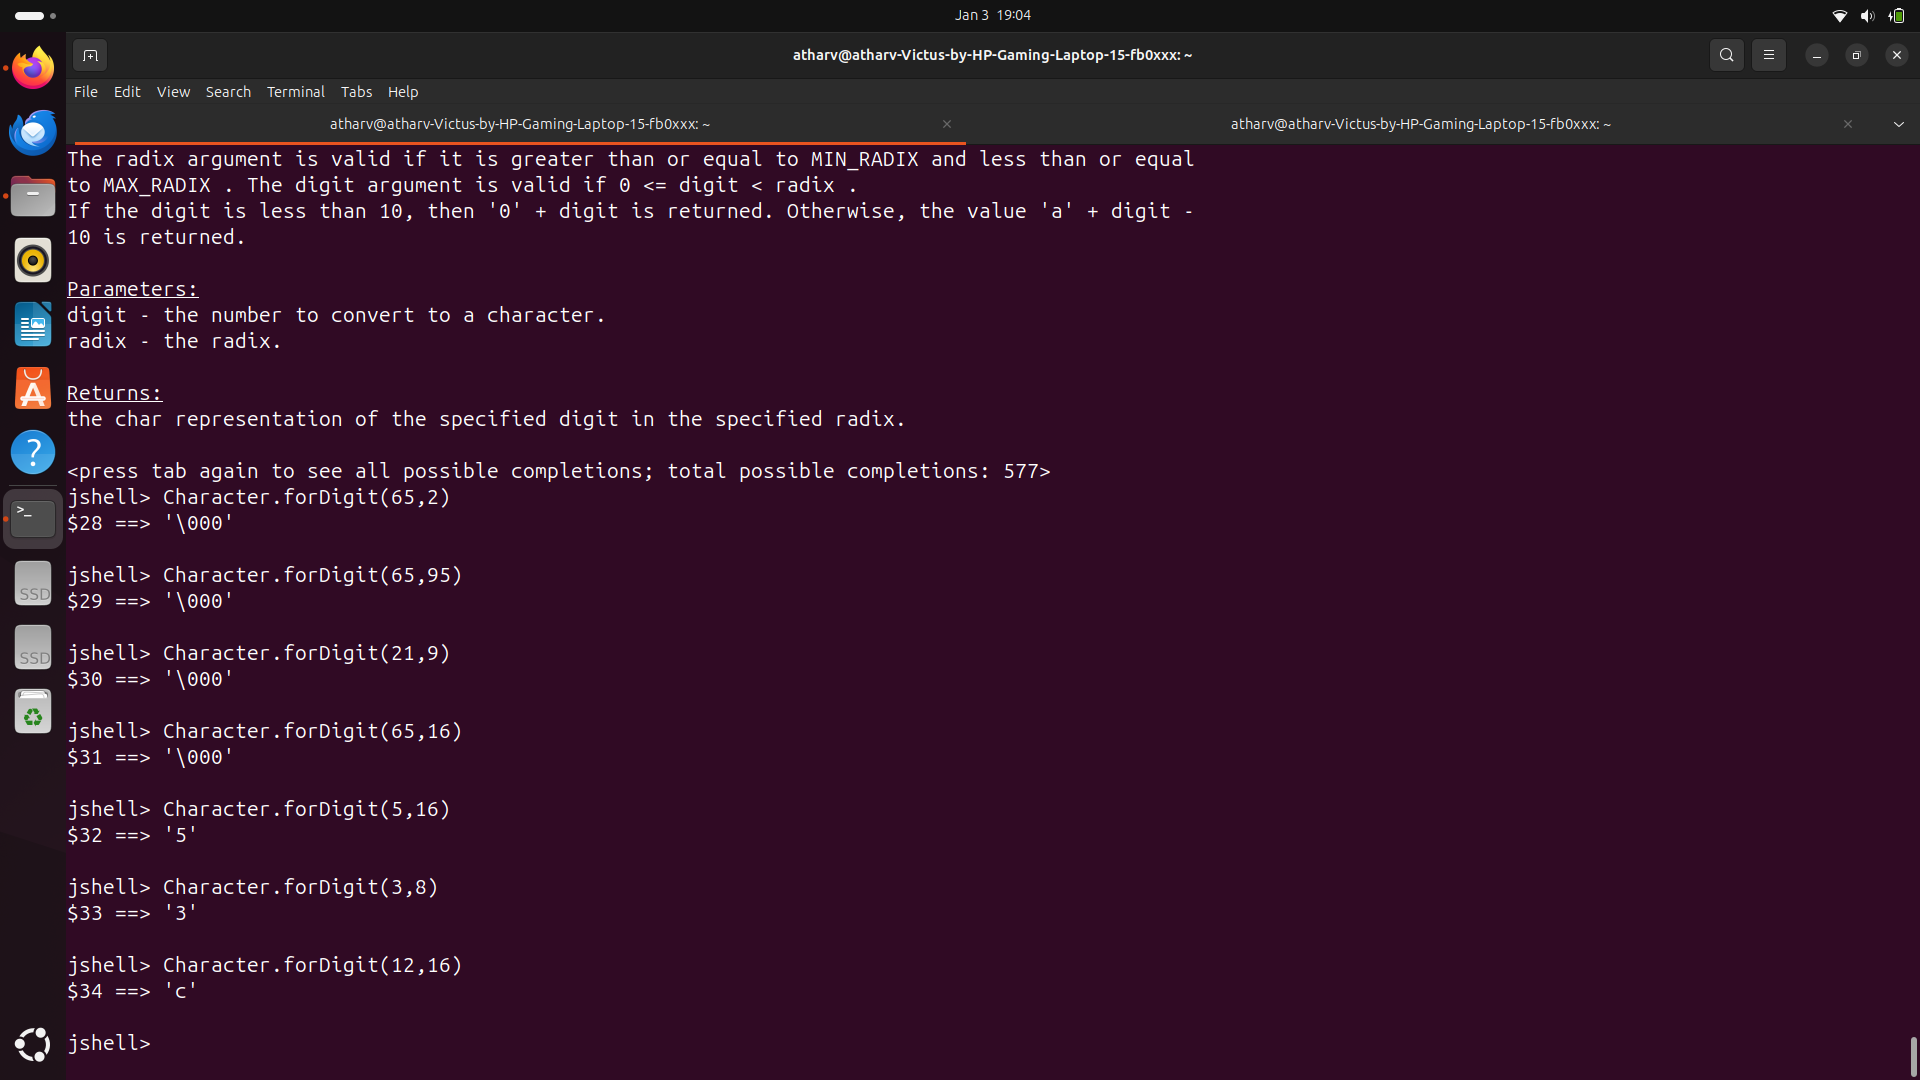 Jan 3 19:04
atharv@atharv-Victus-by-HP-Gaming-Laptop-15-fb0xxx: ~
File Edit View Search Terminal Tabs Help
atharv@atharv-Victus-by-HP-Gaming-Laptop-15-fb0xxx: ~ atharv@atharv-Victus-by-HP-Gaming-Laptop-15-fb0xxx: ~
The radix argument is valid if it is greater than or equal to MIN_RADIX and less than or equal
to MAX_RADIX . The digit argument is valid if 0 <= digit < radix .
If the digit is less than 10, then '0' + digit is returned. Otherwise, the value 'a' + digit -
10 is returned.
Parameters:
digit - the number to convert to a character.
radix - the radix.
Returns:
the char representation of the specified digit in the specified radix.
<press tab again to see all possible completions; total possible completions: 577>
jshell> Character.forDigit(65,2)
$28 ==> '\000'
jshell> Character.forDigit(65,95)
$29 ==> '\000'
jshell> Character.forDigit(21,9)
$30 ==> '\000'
jshell> Character.forDigit(65,16)
$31 ==> '\000'
jshell> Character.forDigit(5,16)
$32 ==> '5'
jshell> Character.forDigit(3,8)
$33 ==> '3'
jshell> Character.forDigit(12,16)
$34 ==> 'c'
jshell>
SSD
SSD